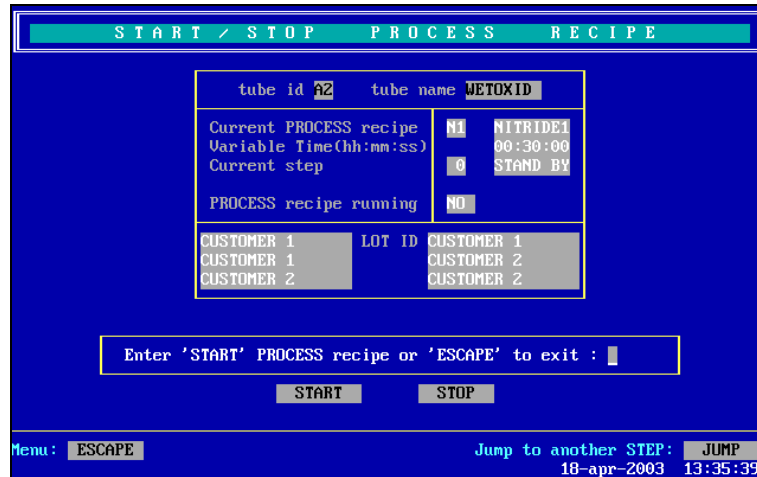 START / STOP PROCESS RECIPE
tube id A2 tube name WETOXID
Current PROCESS recipe N1 NITRIDE1
Variable Time(hh:mm:ss) 00:30:00
Current step 0 STAND BY
PROCESS recipe running NO
CUSTOMER 1 LOT ID CUSTOMER 1
CUSTOMER 1 CUSTOMER 2
CUSTOMER 2 CUSTOMER 2
Enter 'START' PROCESS recipe or 'ESCAPE' to exit :
START STOP
Menu: ESCAPE Jump to another STEP: JUMP
18-apr-2003 13:35:39